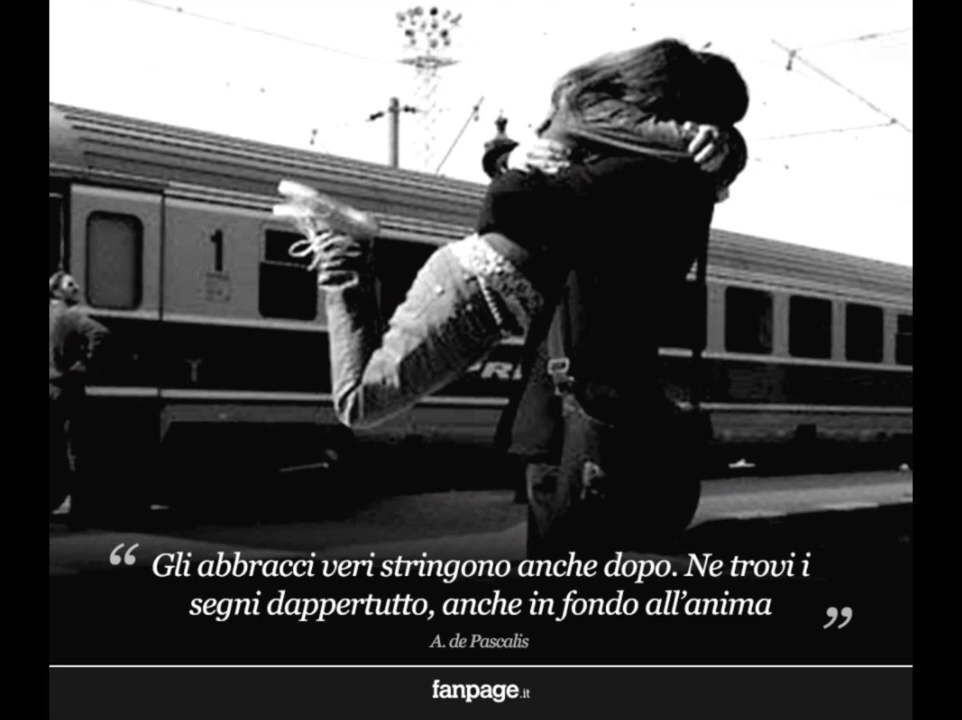 1
PR
“ Gli abbracci veri stringono anche dopo. Ne trovi i
segni dappertutto, anche in fondo all’anima ”
A. de Pascalis
fanpage.it